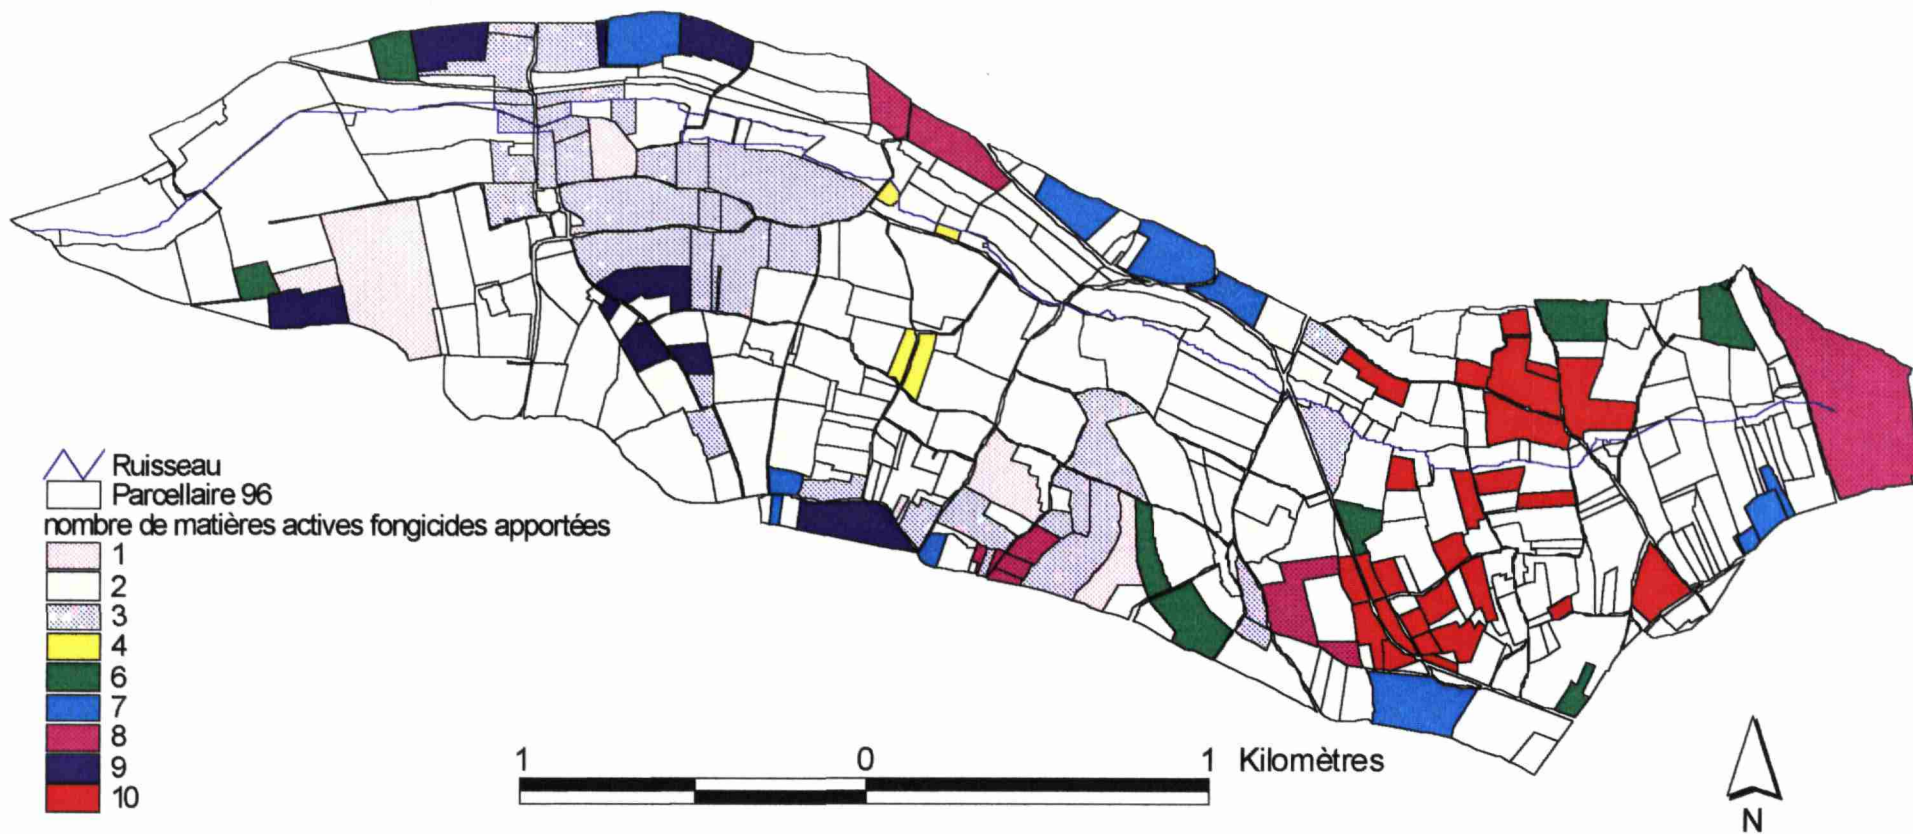 Ruisseau
Parcellaire 96
nombre de matières actives fongicides apportées
1
2
3
4
6
7
8
9
10
1 0 1 Kilomètres
N